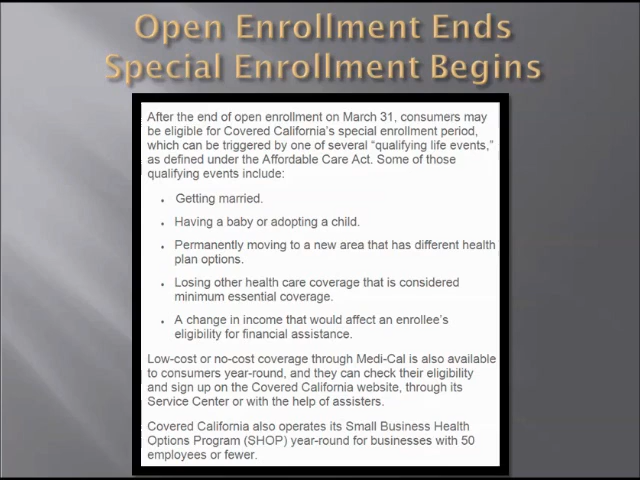 Open Enrollment Ends
Special Enrollment Begins
After the end of open enrollment on March 31, consumers may
be eligible for Covered California's special enrollment period,
which can be triggered by one of several “qualifying life events,”
as defined under the Affordable Care Act. Some of those
qualifying events include:
• Getting married.
• Having a baby or adopting a child.
• Permanently moving to a new area that has different health
plan options.
• Losing other health care coverage that is considered
minimum essential coverage.
• A change in income that would affect an enrollee's
eligibility for financial assistance.
Low-cost or no-cost coverage through Medi-Cal is also available
to consumers year-round, and they can check their eligibility
and sign up on the Covered California website, through its
Service Center or with the help of assisters.
Covered California also operates its Small Business Health
Options Program (SHOP) year-round for businesses with 50
employees or fewer.